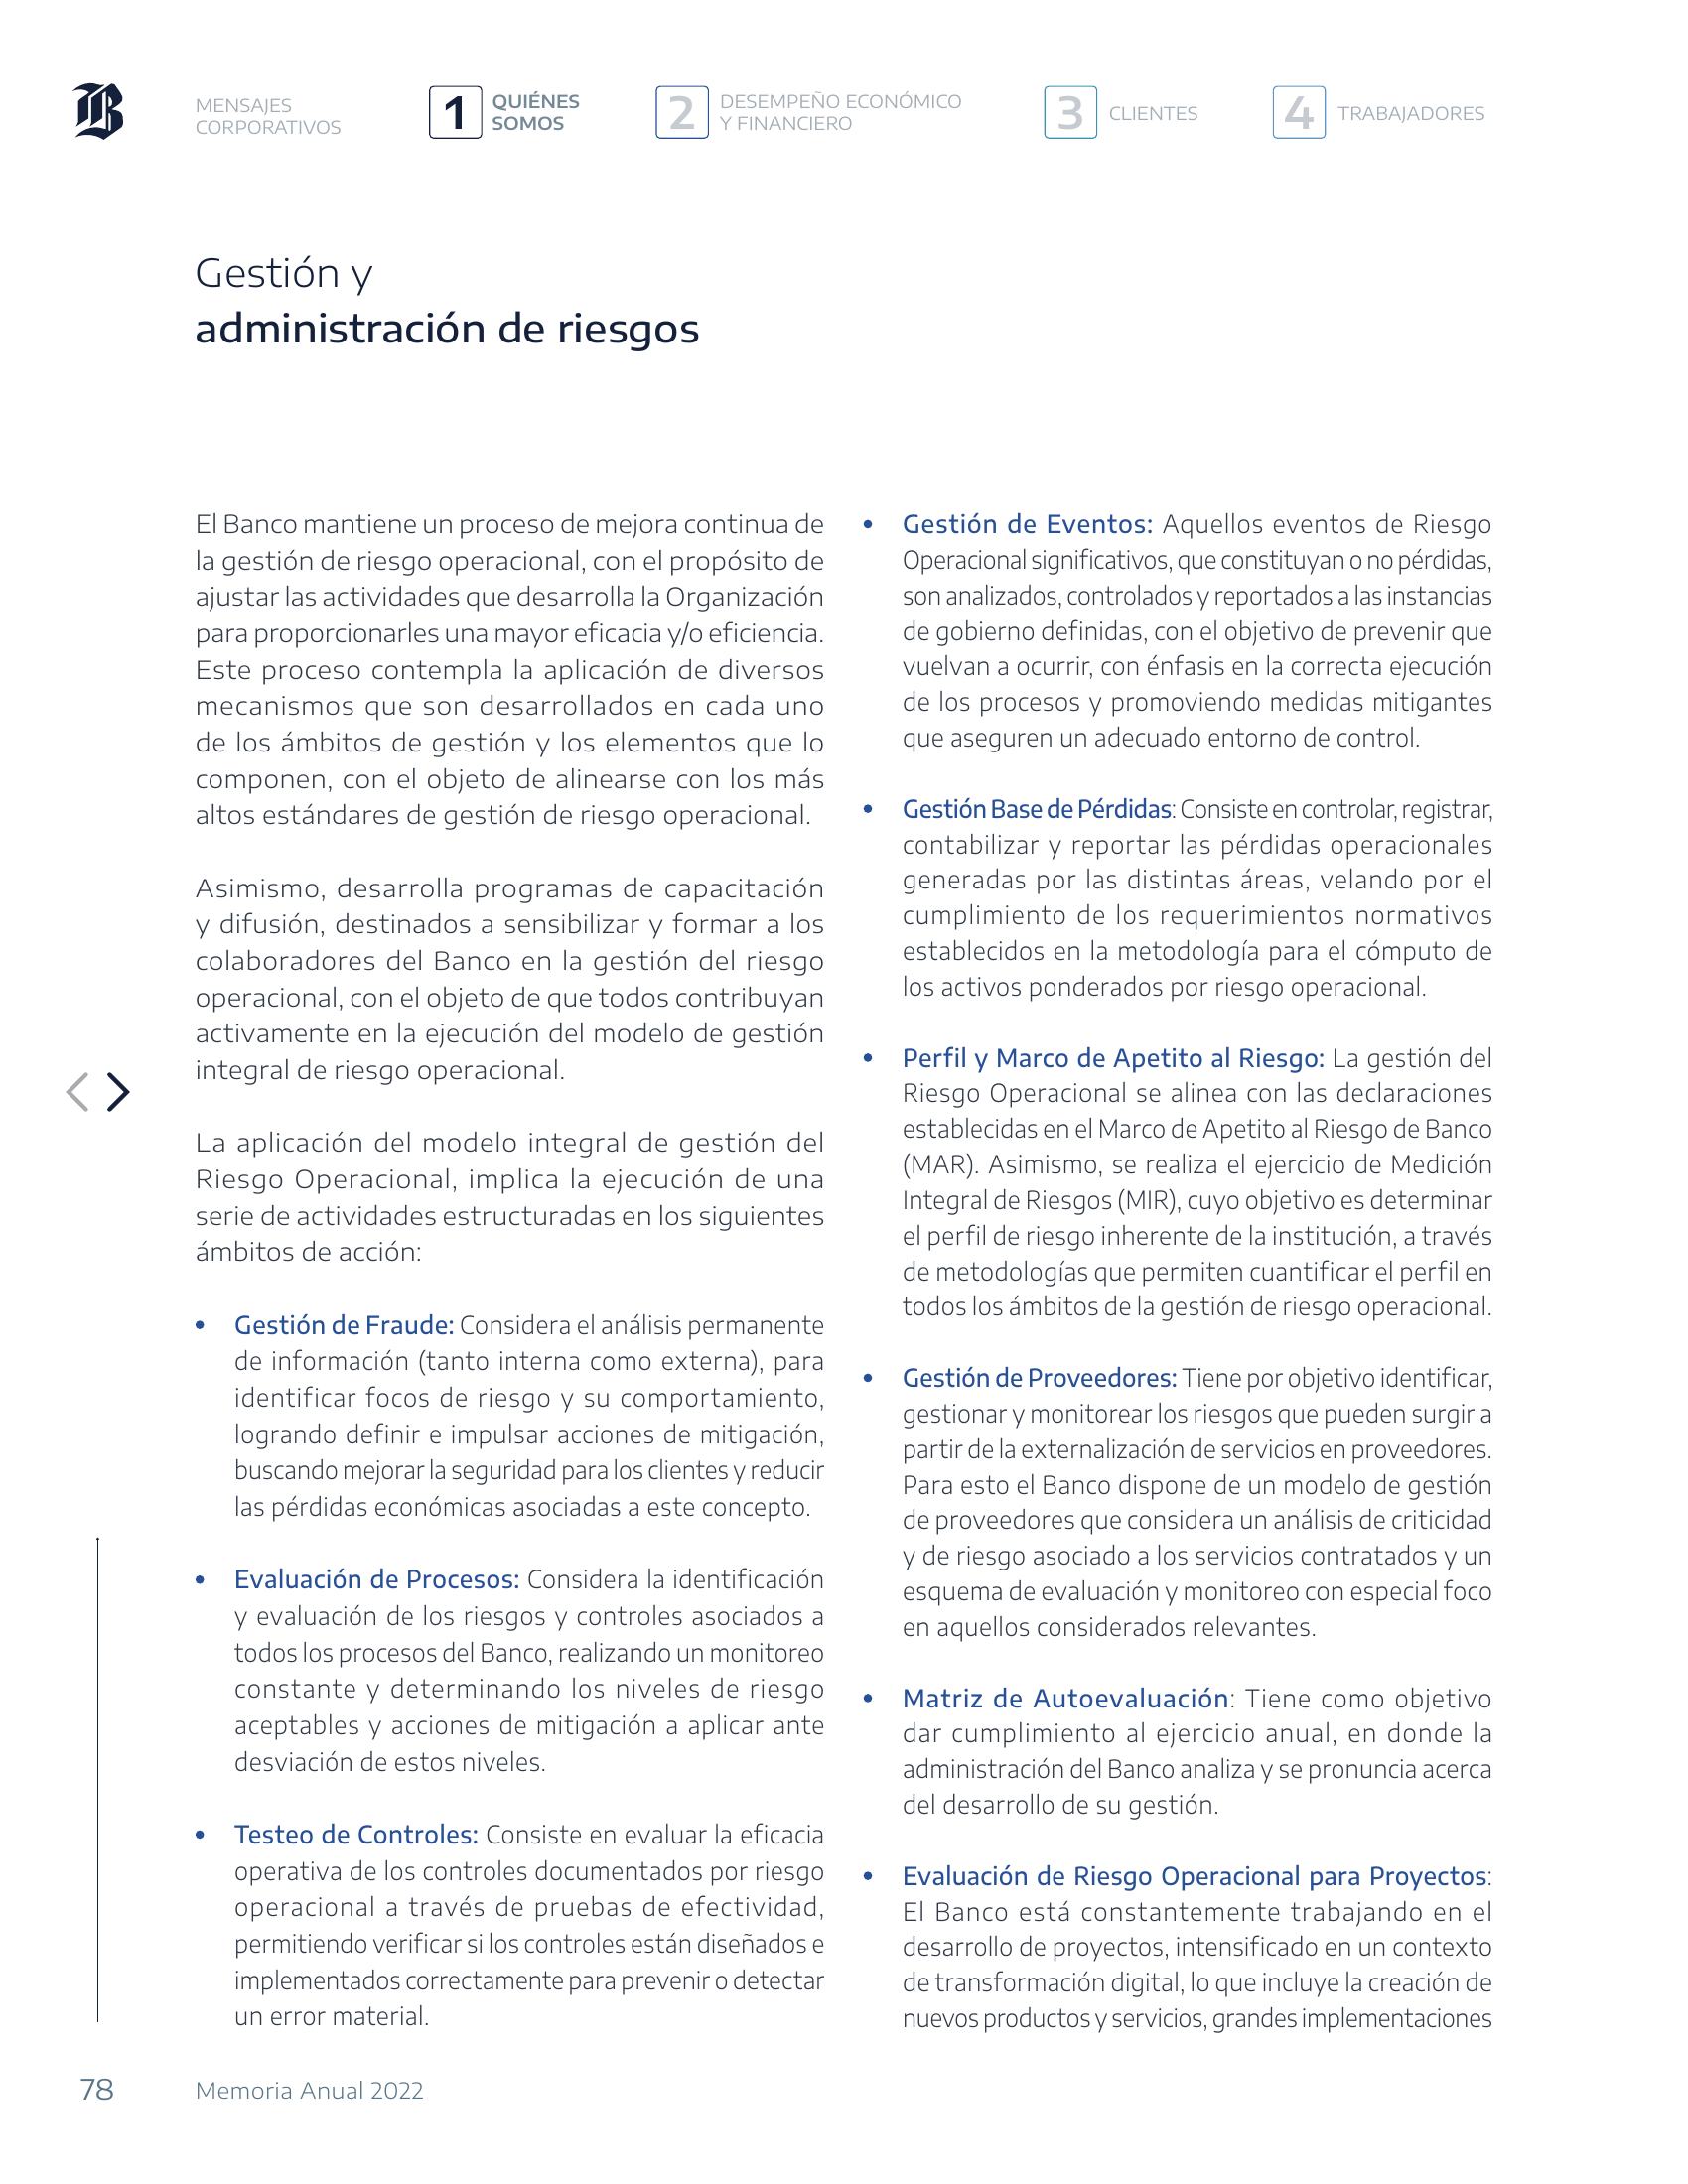 B
MENSAJES
CORPORATIVOS
1
QUIÉNES
SOMOS
2
DESEMPEÑO ECONÓMICO
Y FINANCIERO
3
CLIENTES
4
TRABAJADORES
Gestión y
administración de riesgos
El Banco mantiene un proceso de mejora continua de
la gestión de riesgo operacional, con el propósito de
ajustar las actividades que desarrolla la Organización
para proporcionarles una mayor eficacia y/o eficiencia.
Este proceso contempla la aplicación de diversos
mecanismos que son desarrollados en cada uno
de los ámbitos de gestión y los elementos que lo
componen, con el objeto de alinearse con los más
altos estándares de gestión de riesgo operacional.
Asimismo, desarrolla programas de capacitación
y difusión, destinados a sensibilizar y formar a los
colaboradores del Banco en la gestión del riesgo
operacional, con el objeto de que todos contribuyan
activamente en la ejecución del modelo de gestión
integral de riesgo operacional.
La aplicación del modelo integral de gestión del
Riesgo Operacional, implica la ejecución de una
serie de actividades estructuradas en los siguientes
ámbitos de acción:
• Gestión de Fraude: Considera el análisis permanente
de información (tanto interna como externa), para
identificar focos de riesgo y su comportamiento,
logrando definir e impulsar acciones de mitigación,
buscando mejorar la seguridad para los clientes y reducir
las pérdidas económicas asociadas a este concepto.
• Evaluación de Procesos: Considera la identificación
y evaluación de los riesgos y controles asociados a
todos los procesos del Banco, realizando un monitoreo
constante y determinando los niveles de riesgo
aceptables y acciones de mitigación a aplicar ante
desviación de estos niveles.
• Testeo de Controles: Consiste en evaluar la eficacia
operativa de los controles documentados por riesgo
operacional a través de pruebas de efectividad,
permitiendo verificar si los controles están diseñados e
implementados correctamente para prevenir o detectar
un error material.
• Gestión de Eventos: Aquellos eventos de Riesgo
Operacional significativos, que constituyan o no pérdidas,
son analizados, controlados y reportados a las instancias
de gobierno definidas, con el objetivo de prevenir que
vuelvan a ocurrir, con énfasis en la correcta ejecución
de los procesos y promoviendo medidas mitigantes
que aseguren un adecuado entorno de control.
• Gestión Base de Pérdidas: Consiste en controlar, registrar,
contabilizar y reportar las pérdidas operacionales
generadas por las distintas áreas, velando por el
cumplimiento de los requerimientos normativos
establecidos en la metodología para el cómputo de
los activos ponderados por riesgo operacional.
• Perfil y Marco de Apetito al Riesgo: La gestión del
Riesgo Operacional se alinea con las declaraciones
establecidas en el Marco de Apetito al Riesgo de Banco
(MAR). Asimismo, se realiza el ejercicio de Medición
Integral de Riesgos (MIR), cuyo objetivo es determinar
el perfil de riesgo inherente de la institución, a través
de metodologías que permiten cuantificar el perfil en
todos los ámbitos de la gestión de riesgo operacional.
• Gestión de Proveedores: Tiene por objetivo identificar,
gestionar y monitorear los riesgos que pueden surgir a
partir de la externalización de servicios en proveedores.
Para esto el Banco dispone de un modelo de gestión
de proveedores que considera un análisis de criticidad
y de riesgo asociado a los servicios contratados y un
esquema de evaluación y monitoreo con especial foco
en aquellos considerados relevantes.
• Matriz de Autoevaluación: Tiene como objetivo
dar cumplimiento al ejercicio anual, en donde la
administración del Banco analiza y se pronuncia acerca
del desarrollo de su gestión.
• Evaluación de Riesgo Operacional para Proyectos:
El Banco está constantemente trabajando en el
desarrollo de proyectos, intensificado en un contexto
de transformación digital, lo que incluye la creación de
nuevos productos y servicios, grandes implementaciones
78
Memoria Anual 2022